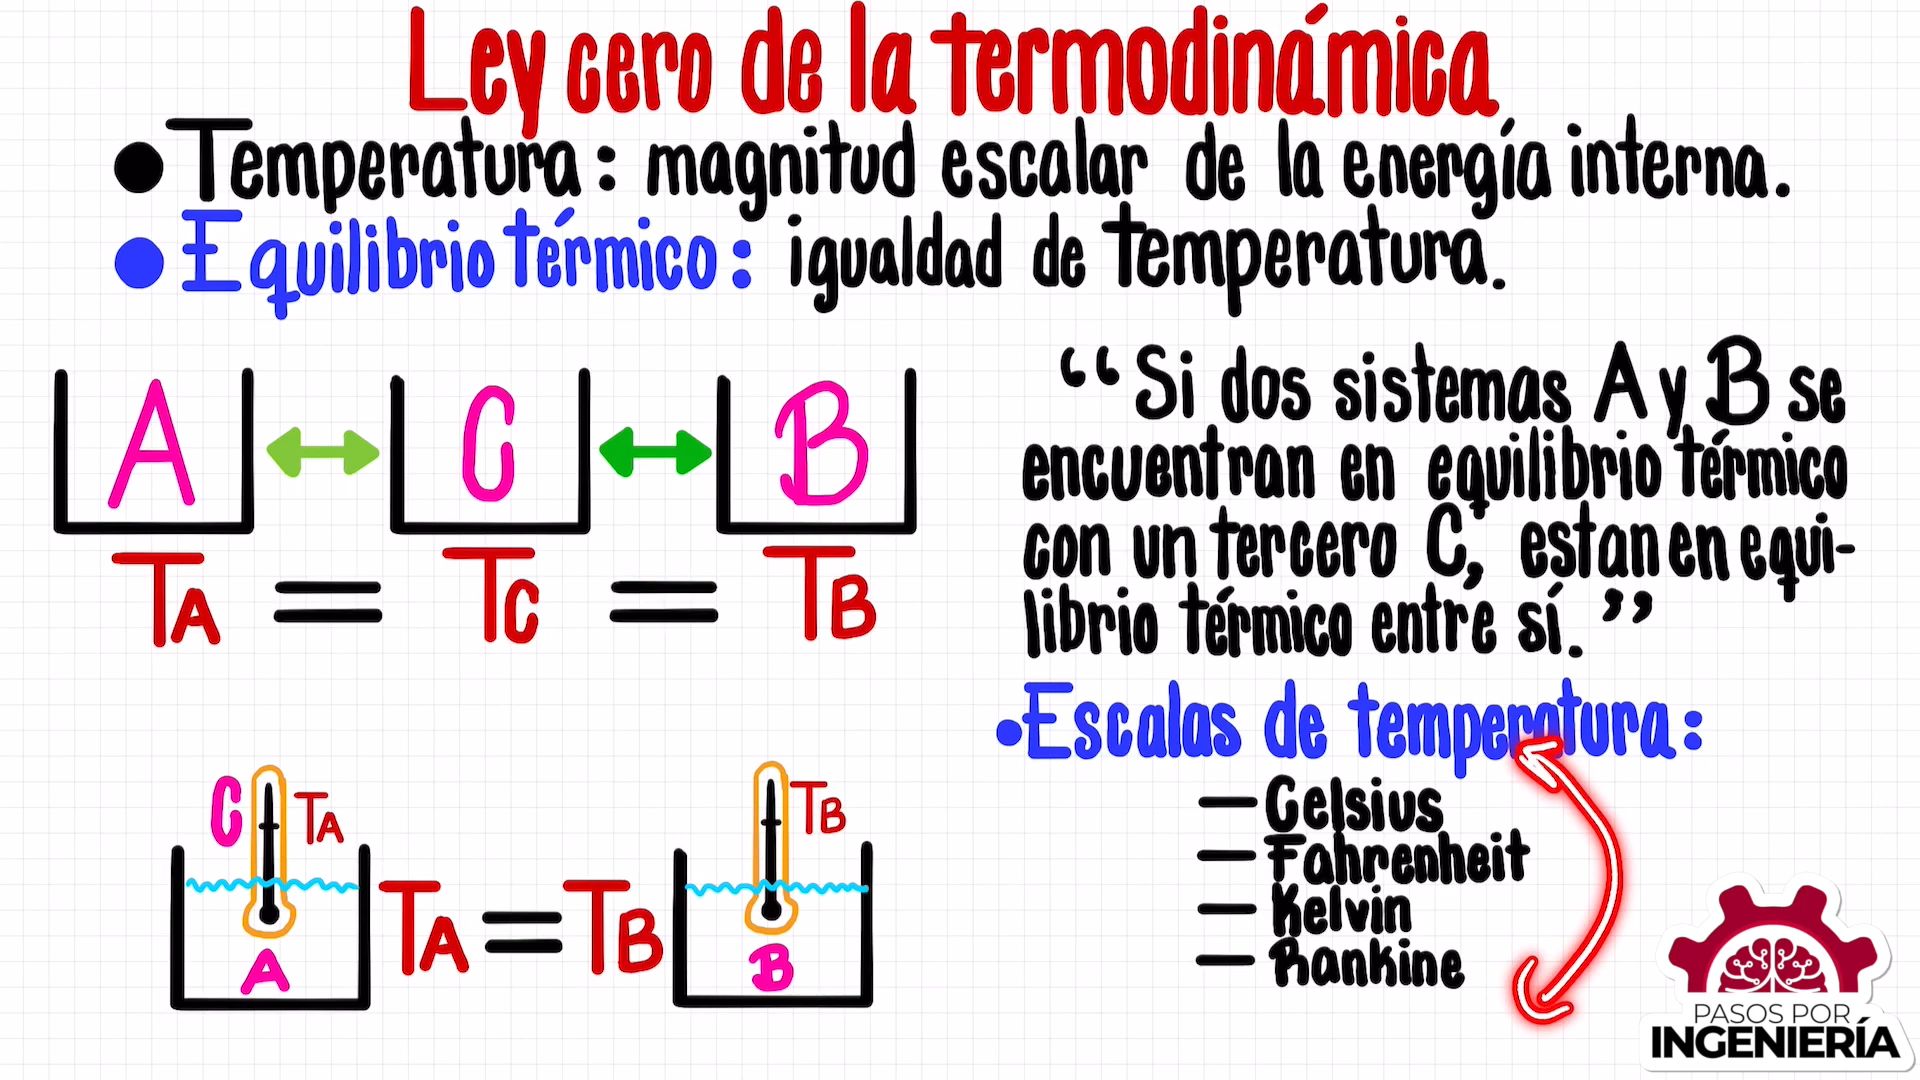 Ley cero de la termodinámica
• Temperatura: magnitud escalar de la energía interna.
• Equilibrio térmico: igualdad de temperatura.
A C B
TA = TC = TB
“Si dos sistemas A y B se
encuentran en equilibrio térmico
con un tercero C, estan en equi-
librio térmico entre sí.”
C TA TB
TA = TB
A B
• Escalas de temperatura:
— Celsius
— Fahrenheit
— Kelvin
— Rankine
PASOS POR
INGENIERÍA